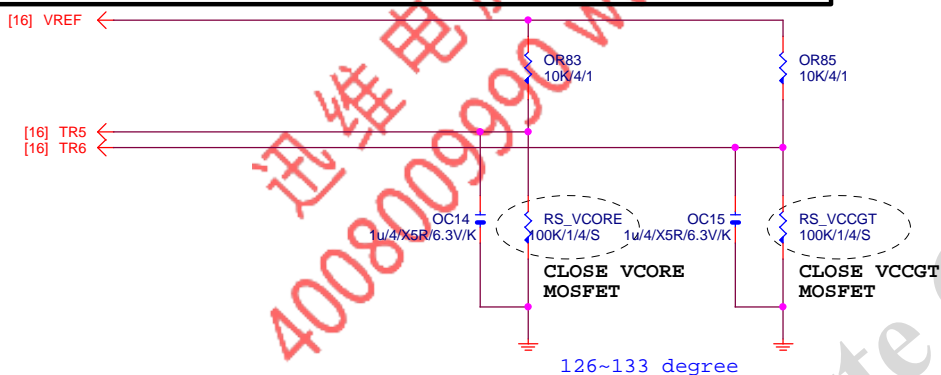 [16] VREF
OR83
10K/4/1
OR85
10K/4/1
[16] TR5
[16] TR6
OC14
1u/4/X5R/6.3V/K
RS_VCORE
100K/1/4/S
OC15
1u/4/X5R/6.3V/K
RS_VCCGT
100K/1/4/S
CLOSE VCORE
MOSFET
CLOSE VCCGT
MOSFET
126~133 degree
迅维电
4008009990